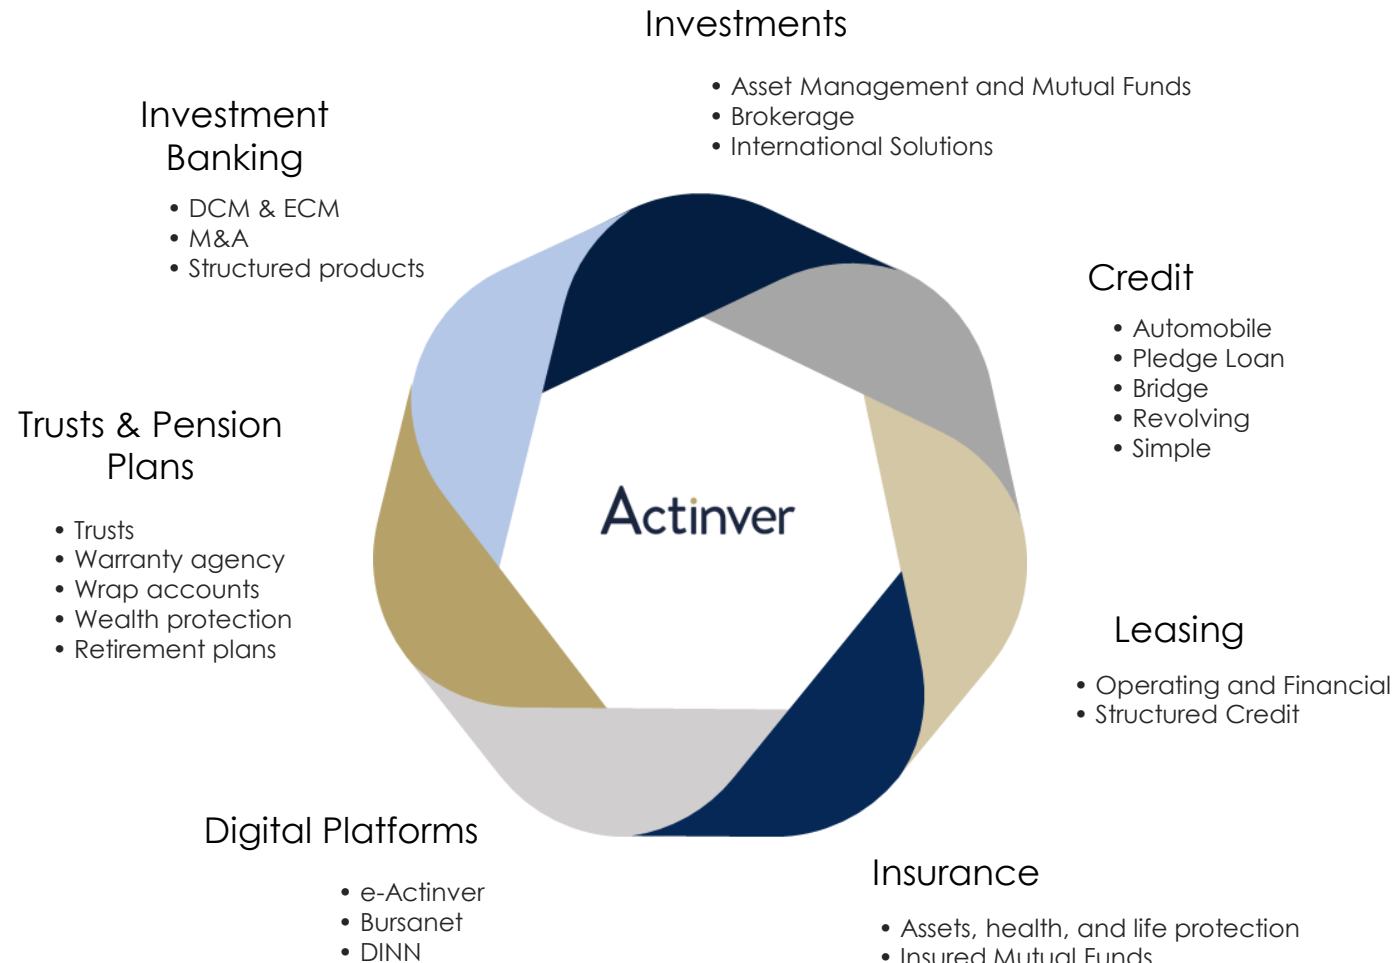 Investments
• Asset Management and Mutual Funds
• Brokerage
• International Solutions
Investment
Banking
• DCM & ECM
• M&A
• Structured products
Credit
• Automobile
• Pledge Loan
• Bridge
• Revolving
• Simple
Trusts & Pension
Plans
• Trusts
• Warranty agency
• Wrap accounts
• Wealth protection
• Retirement plans
Actinver
Leasing
• Operating and Financial
• Structured Credit
Digital Platforms
• e-Actinver
• Bursanet
• DINN
Insurance
• Assets, health, and life protection
• Insured Mutual Funds